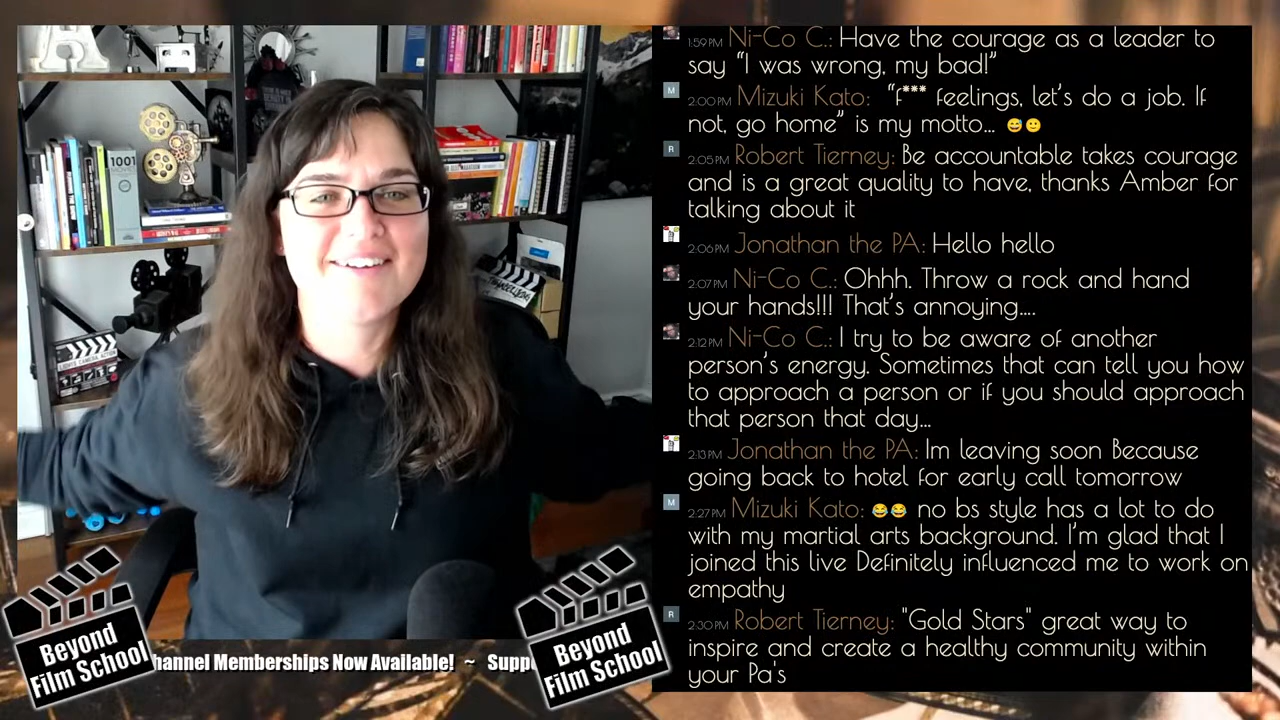 1:59 PM Ni-Co C.: Have the courage as a leader to
say "I was wrong, my bad!"
M 2:00 PM Mizuki Kato: "f*** feelings, let's do a job. If
not, go home" is my motto... 😅🙂
R 2:05 PM Robert Tierney: Be accountable takes courage
and is a great quality to have, thanks Amber for
talking about it
2:06 PM Jonathan the PA: Hello hello
2:07 PM Ni-Co C.: Ohhh. Throw a rock and hand
your hands!!! That's annoying....
2:12 PM Ni-Co C.: I try to be aware of another
person's energy. Sometimes that can tell you how
to approach a person or if you should approach
that person that day...
2:13 PM Jonathan the PA: Im leaving soon Because
going back to hotel for early call tomorrow
M 2:27 PM Mizuki Kato: 😂😂 no bs style has a lot to do
with my martial arts background. I'm glad that I
joined this live Definitely influenced me to work on
empathy
R 2:30 PM Robert Tierney: "Gold Stars" great way to
inspire and create a healthy community within
your Pa's
1001
LIGHTS CAMERA ACTION
Beyond
Film School
hannel Memberships Now Available! ~ Supp
Beyond
Film School